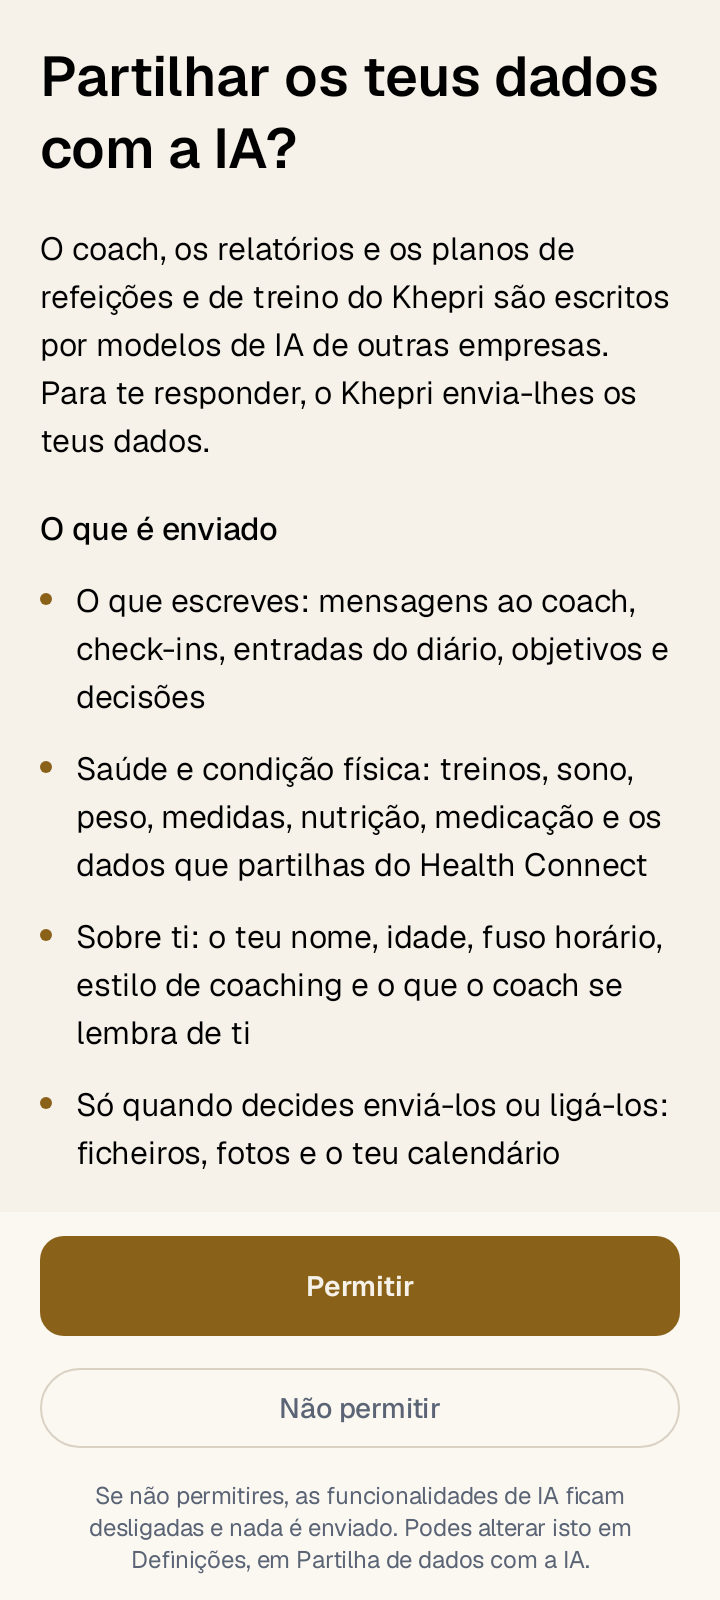 Partilhar os teus dados
com a IA?
O coach, os relatórios e os planos de
refeições e de treino do Khepri são escritos
por modelos de IA de outras empresas.
Para te responder, o Khepri envia-lhes os
teus dados.
O que é enviado
O que escreves: mensagens ao coach,
check-ins, entradas do diário, objetivos e
decisões
Saúde e condição física: treinos, sono,
peso, medidas, nutrição, medicação e os
dados que partilhas do Health Connect
Sobre ti: o teu nome, idade, fuso horário,
estilo de coaching e o que o coach se
lembra de ti
Só quando decides enviá-los ou ligá-los:
ficheiros, fotos e o teu calendário
Permitir
Não permitir
Se não permitires, as funcionalidades de IA ficam
desligadas e nada é enviado. Podes alterar isto em
Definições, em Partilha de dados com a IA.